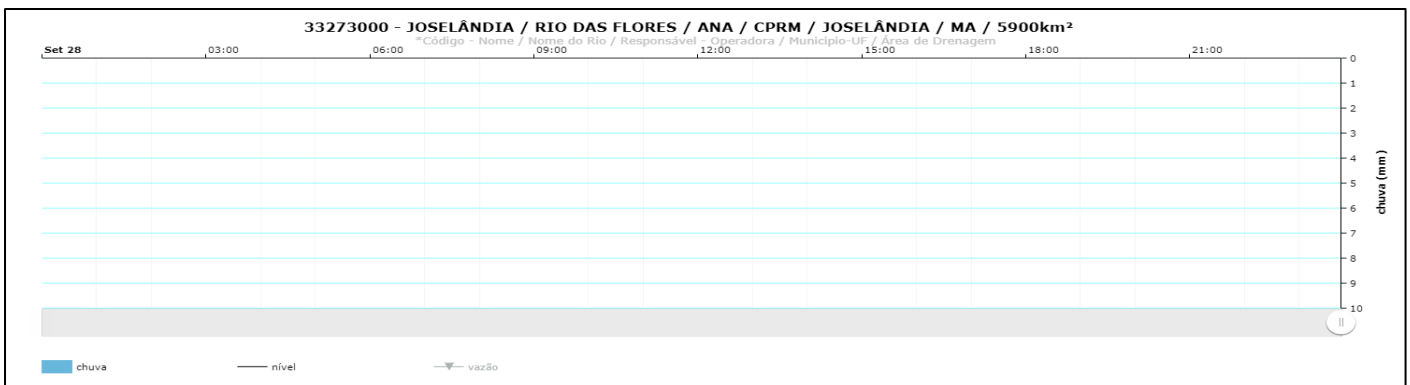 33273000 - JOSELÂNDIA / RIO DAS FLORES / ANA / CPRM / JOSELÂNDIA / MA / 5900km²
*Código - Nome / Nome do Rio / Responsável - Operadora / Municipio-UF / Área de Drenagem
Set 28 03:00 06:00 09:00 12:00 15:00 18:00 21:00
0
1
2
3
4
5
6
7
8
9
10
chuva (mm)
chuva nível vazão